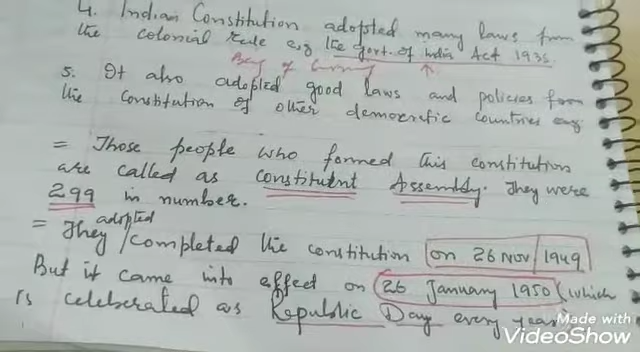 4. Indian Constitution adopted many laws from
the colonial Rule e.g the govt. of India Act 1935.
5. It also adopted good laws and policies from
the constitution of other democratic countries eg:
= Those people who formed this constitution
are called as constituent Assembly. They were
299 in number.
= They adopted/completed the constitution on 26 Nov 1949
But it came into effect on 26 January 1950 (which
is celeberated as Republic Day every year)
Made with
VideoShow